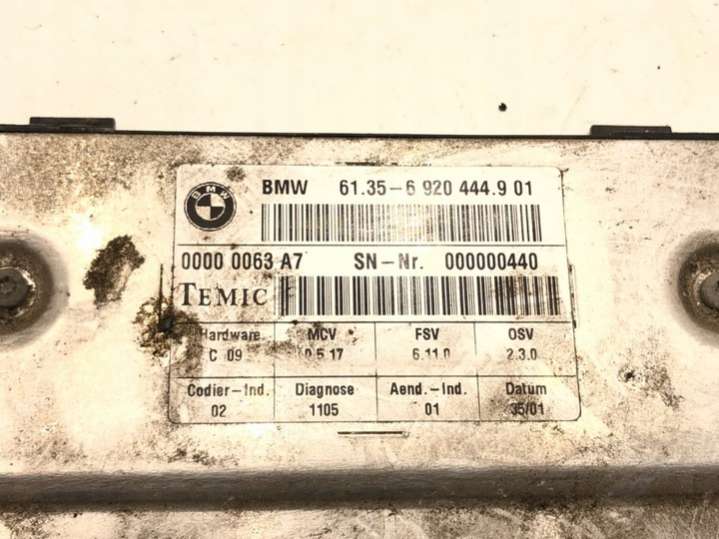 BMW 61.35-6 920 444.9 01
BMW
0000 0063 A7 SN-Nr. 000000440
TEMIC
Hardware MCV FSV OSV
C 09 0.5.17 6.11.0 2.3.0
Codier-Ind. Diagnose Aend.-Ind. Datum
02 1105 01 35/01